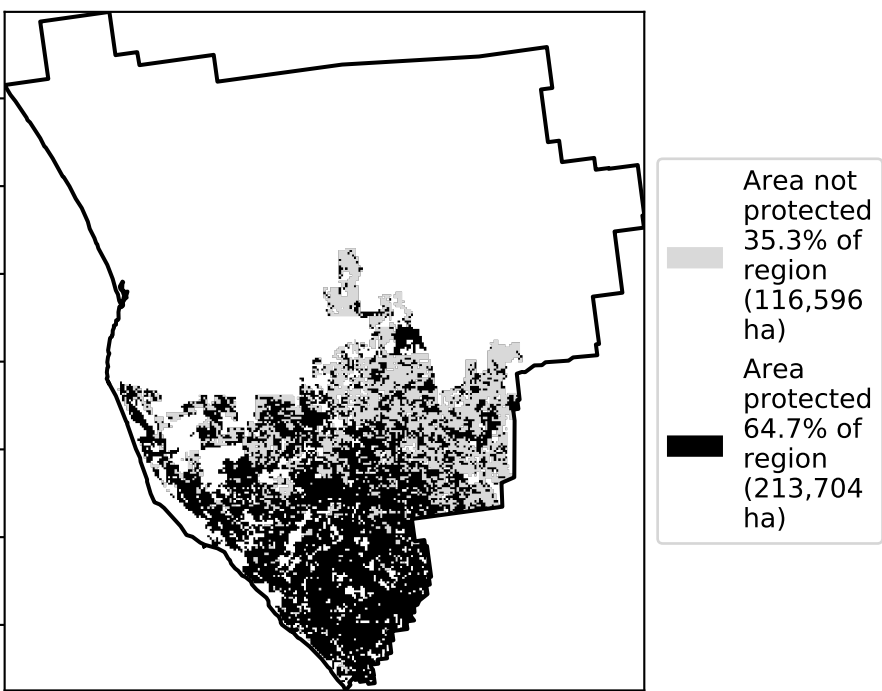 Area not
protected
35.3% of
region
(116,596
ha)
Area
protected
64.7% of
region
(213,704
ha)